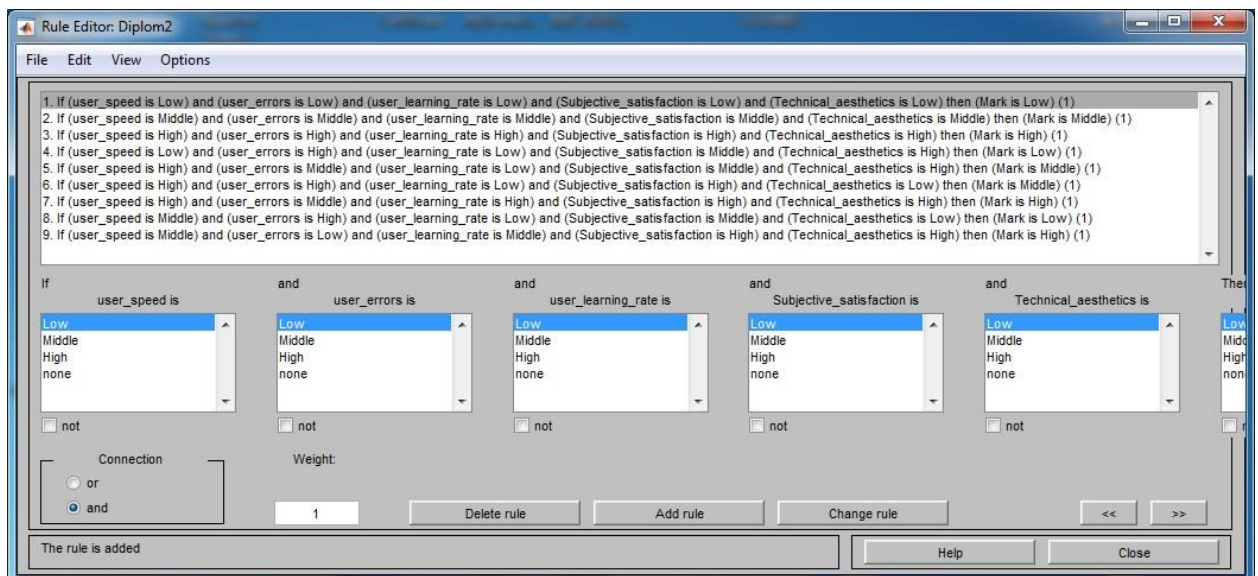 Rule Editor: Diplom2
File Edit View Options
1. If (user_speed is Low) and (user_errors is Low) and (user_learning_rate is Low) and (Subjective_satisfaction is Low) and (Technical_aesthetics is Low) then (Mark is Low) (1)
2. If (user_speed is Middle) and (user_errors is Middle) and (user_learning_rate is Middle) and (Subjective_satisfaction is Middle) and (Technical_aesthetics is Middle) then (Mark is Middle) (1)
3. If (user_speed is High) and (user_errors is High) and (user_learning_rate is High) and (Subjective_satisfaction is High) and (Technical_aesthetics is High) then (Mark is High) (1)
4. If (user_speed is Low) and (user_errors is High) and (user_learning_rate is Low) and (Subjective_satisfaction is Middle) and (Technical_aesthetics is High) then (Mark is Low) (1)
5. If (user_speed is High) and (user_errors is Middle) and (user_learning_rate is Low) and (Subjective_satisfaction is Middle) and (Technical_aesthetics is High) then (Mark is Middle) (1)
6. If (user_speed is High) and (user_errors is High) and (user_learning_rate is Low) and (Subjective_satisfaction is High) and (Technical_aesthetics is Low) then (Mark is Middle) (1)
7. If (user_speed is Middle) and (user_errors is High) and (user_learning_rate is High) and (Subjective_satisfaction is High) and (Technical_aesthetics is High) then (Mark is High) (1)
8. If (user_speed is Middle) and (user_errors is High) and (user_learning_rate is Low) and (Subjective_satisfaction is Middle) and (Technical_aesthetics is Low) then (Mark is Low) (1)
9. If (user_speed is Middle) and (user_errors is Low) and (user_learning_rate is Middle) and (Subjective_satisfaction is High) and (Technical_aesthetics is High) then (Mark is High) (1)
If and and and and
user_speed is user_errors is user_learning_rate is Subjective_satisfaction is Technical_aesthetics is
Low Low Low Low Low Low
Middle Middle Middle Middle Middle
High High High High High High
none none none none none
not not not not not
Connection Weight:
or
and 1 Delete rule Add rule Change rule << >>
The rule is added Help Close